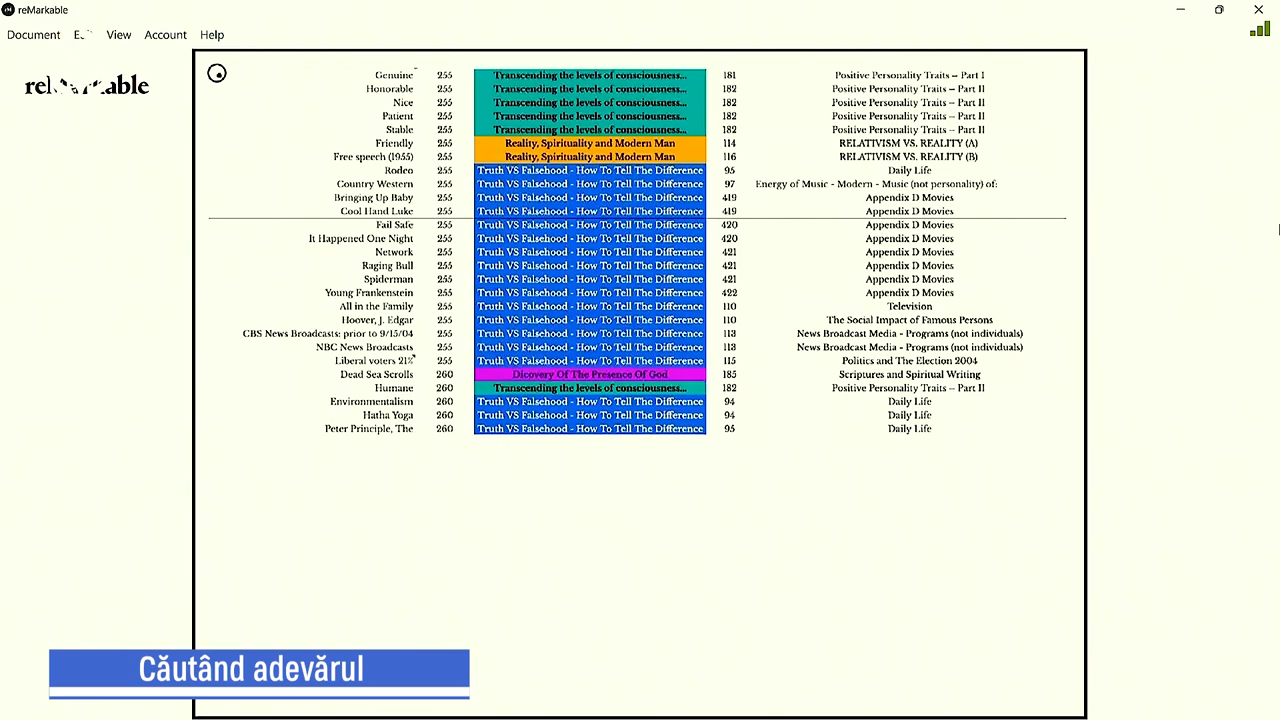 reMarkable
Document View Account Help
Genuine 255 Transcending the levels of consciousness... 181 Positive Personality Traits – Part I
Honorable 255 Transcending the levels of consciousness... 182 Positive Personality Traits – Part II
Nice 255 Transcending the levels of consciousness... 182 Positive Personality Traits – Part II
Patient 255 Transcending the levels of consciousness... 182 Positive Personality Traits – Part II
Stable 255 Transcending the levels of consciousness... 182 Positive Personality Traits – Part II
Friendly 255 Reality, Spirituality and Modern Man 114 RELATIVISM VS. REALITY (A)
Free speech (1955) 255 Reality, Spirituality and Modern Man 116 RELATIVISM VS. REALITY (B)
Rodeo 255 Truth VS Falsehood - How To Tell The Difference 95 Daily Life
Country Western 255 Truth VS Falsehood - How To Tell The Difference 97 Energy of Music - Modern - Music (not personality) of:
Bringing Up Baby 255 Truth VS Falsehood - How To Tell The Difference 419 Appendix D Movies
Cool Hand Luke 255 Truth VS Falsehood - How To Tell The Difference 419 Appendix D Movies
Fail Safe 255 Truth VS Falsehood - How To Tell The Difference 420 Appendix D Movies
It Happened One Night 255 Truth VS Falsehood - How To Tell The Difference 420 Appendix D Movies
Network 255 Truth VS Falsehood - How To Tell The Difference 421 Appendix D Movies
Raging Bull 255 Truth VS Falsehood - How To Tell The Difference 421 Appendix D Movies
Spiderman 255 Truth VS Falsehood - How To Tell The Difference 421 Appendix D Movies
Young Frankenstein 255 Truth VS Falsehood - How To Tell The Difference 422 Appendix D Movies
All in the Family 255 Truth VS Falsehood - How To Tell The Difference 110 Television
Hoover, J. Edgar 255 Truth VS Falsehood - How To Tell The Difference 110 The Social Impact of Famous Persons
CBS News Broadcasts: prior to 9/15/04 255 Truth VS Falsehood - How To Tell The Difference 113 News Broadcast Media - Programs (not individuals)
NBC News Broadcasts 255 Truth VS Falsehood - How To Tell The Difference 113 News Broadcast Media - Programs (not individuals)
Liberal voters 21% 255 Truth VS Falsehood - How To Tell The Difference 115 Politics and The Election 2004
Dead Sea Scrolls 260 Dicovery Of The Presence Of God 185 Scriptures and Spiritual Writing
Humane 260 Transcending the levels of consciousness... 182 Positive Personality Traits – Part II
Environmentalism 260 Truth VS Falsehood - How To Tell The Difference 94 Daily Life
Hatha Yoga 260 Truth VS Falsehood - How To Tell The Difference 94 Daily Life
Peter Principle, The 260 Truth VS Falsehood - How To Tell The Difference 95 Daily Life
Căutând adevărul